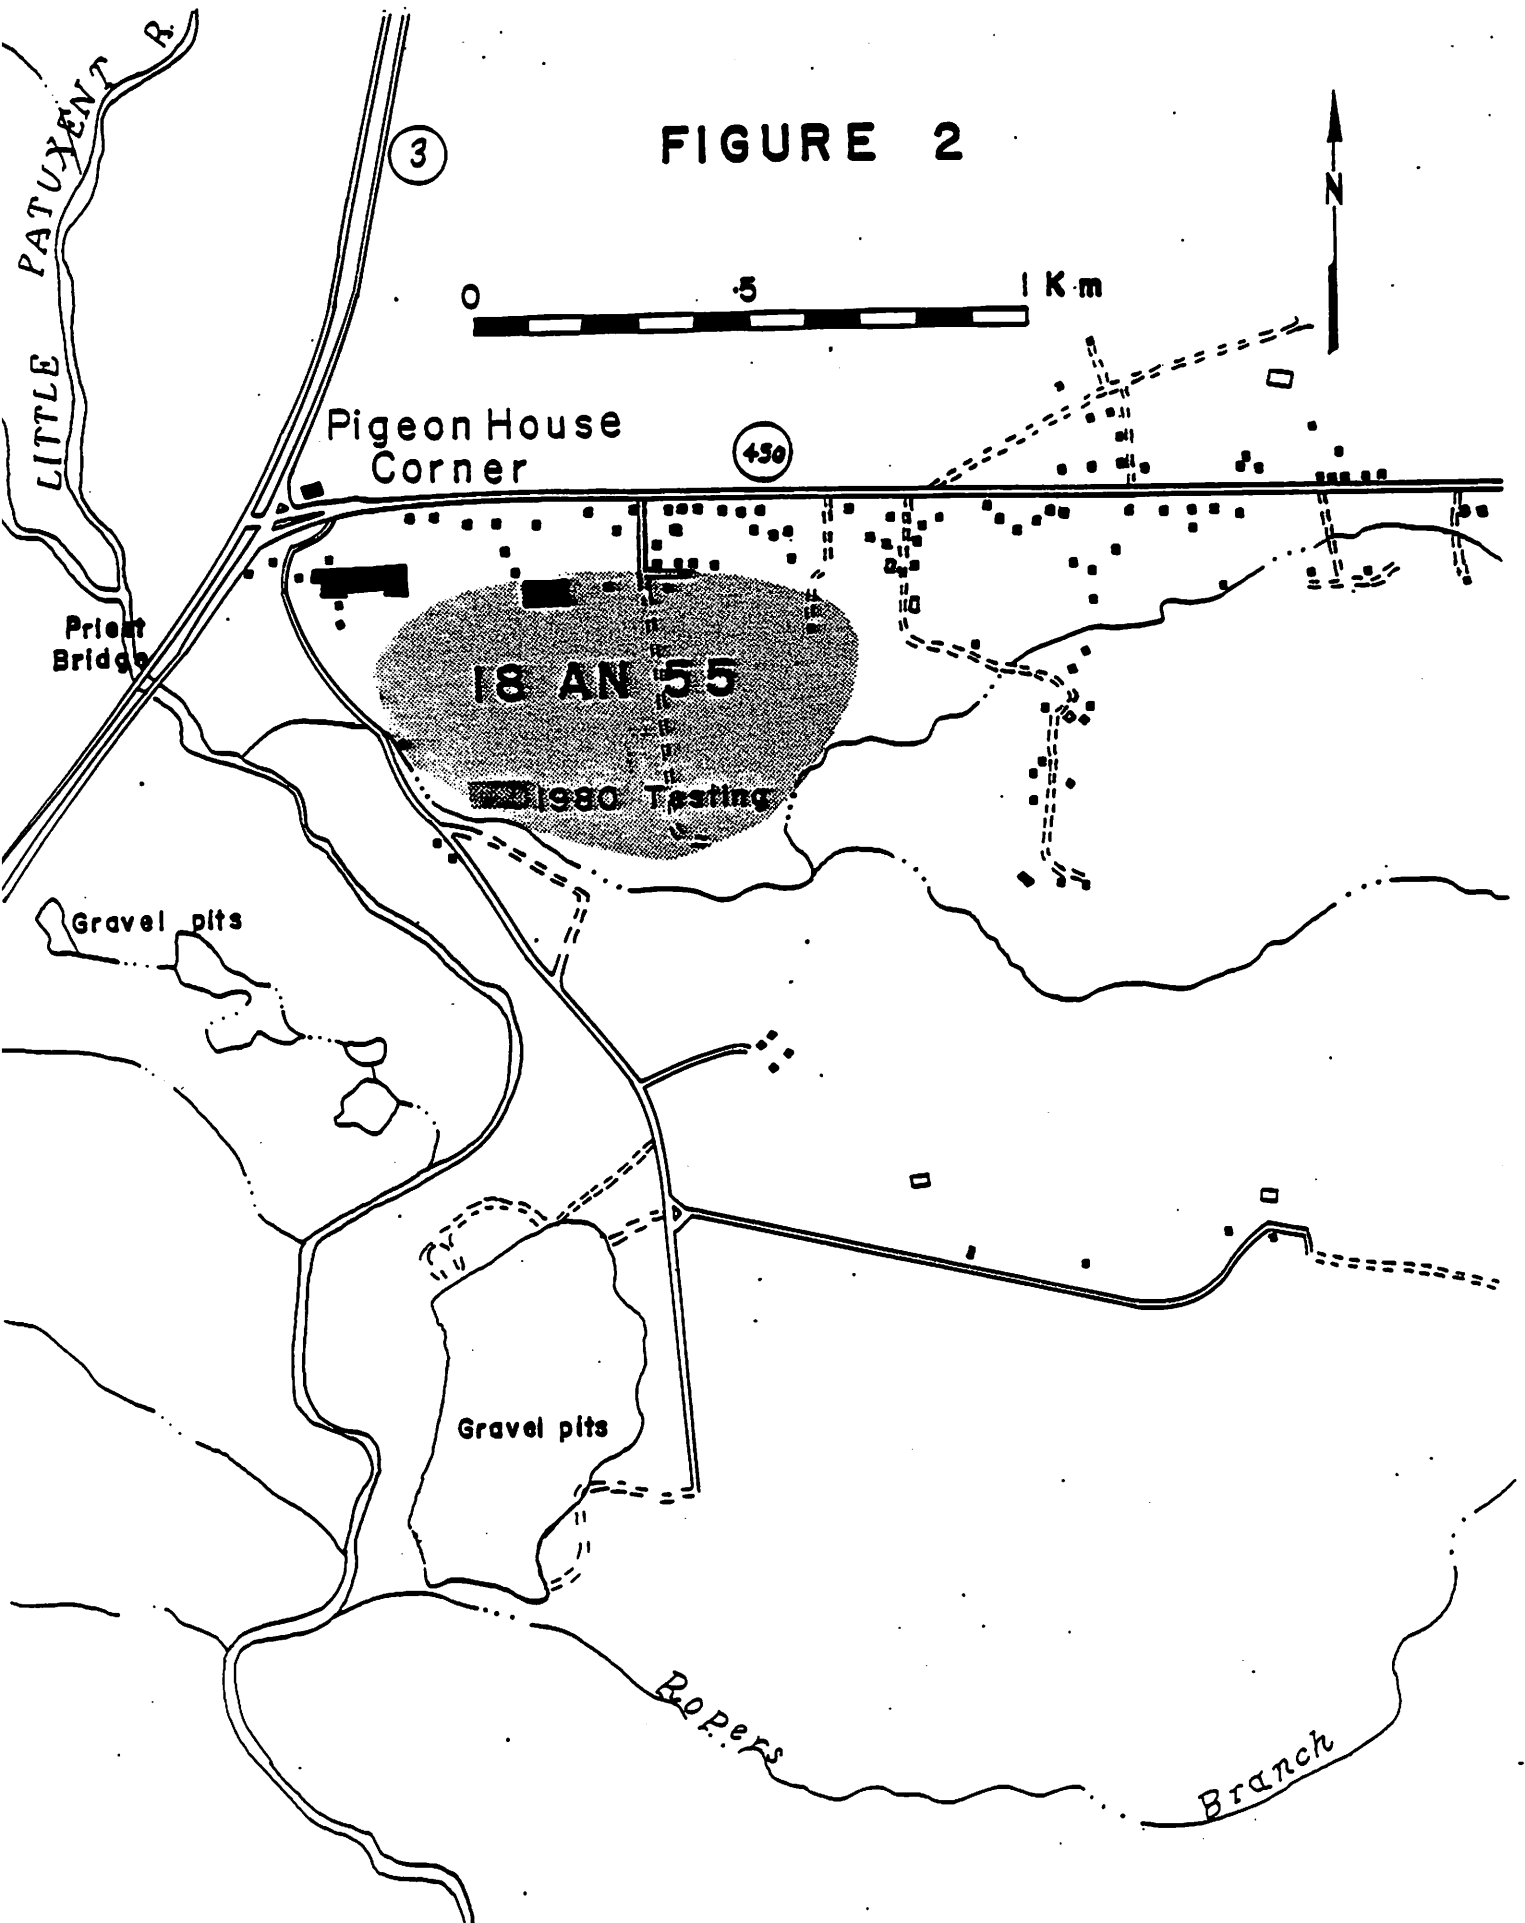 FIGURE 2
3
N
LITTLE PATUXENT R.
0 .5 1 Km
Pigeon House
Corner
450
Priest
Bridge
18 AN 55
1980 Testing
Gravel pits
Gravel pits
Ropers Branch